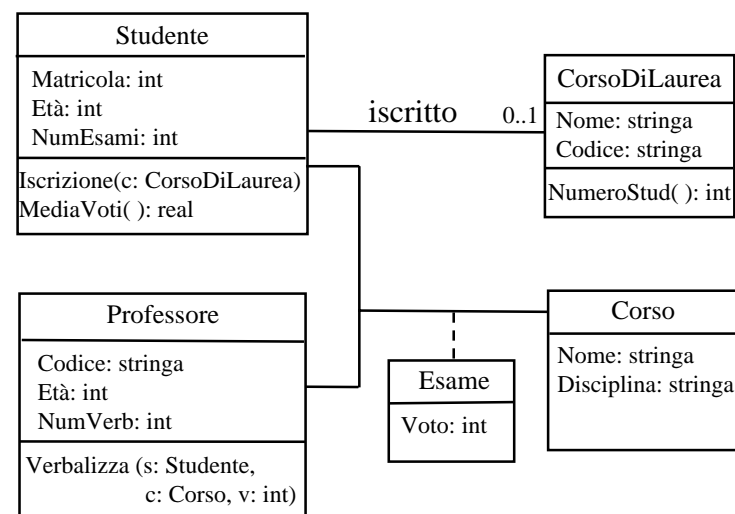 Studente
Matricola: int
Età: int
NumEsami: int
Iscrizione(c: CorsoDiLaurea)
MediaVoti( ): real
iscritto
0..1
CorsoDiLaurea
Nome: stringa
Codice: stringa
NumeroStud( ): int
Professore
Codice: stringa
Età: int
NumVerb: int
Verbalizza (s: Studente,
c: Corso, v: int)
Esame
Voto: int
Corso
Nome: stringa
Disciplina: stringa